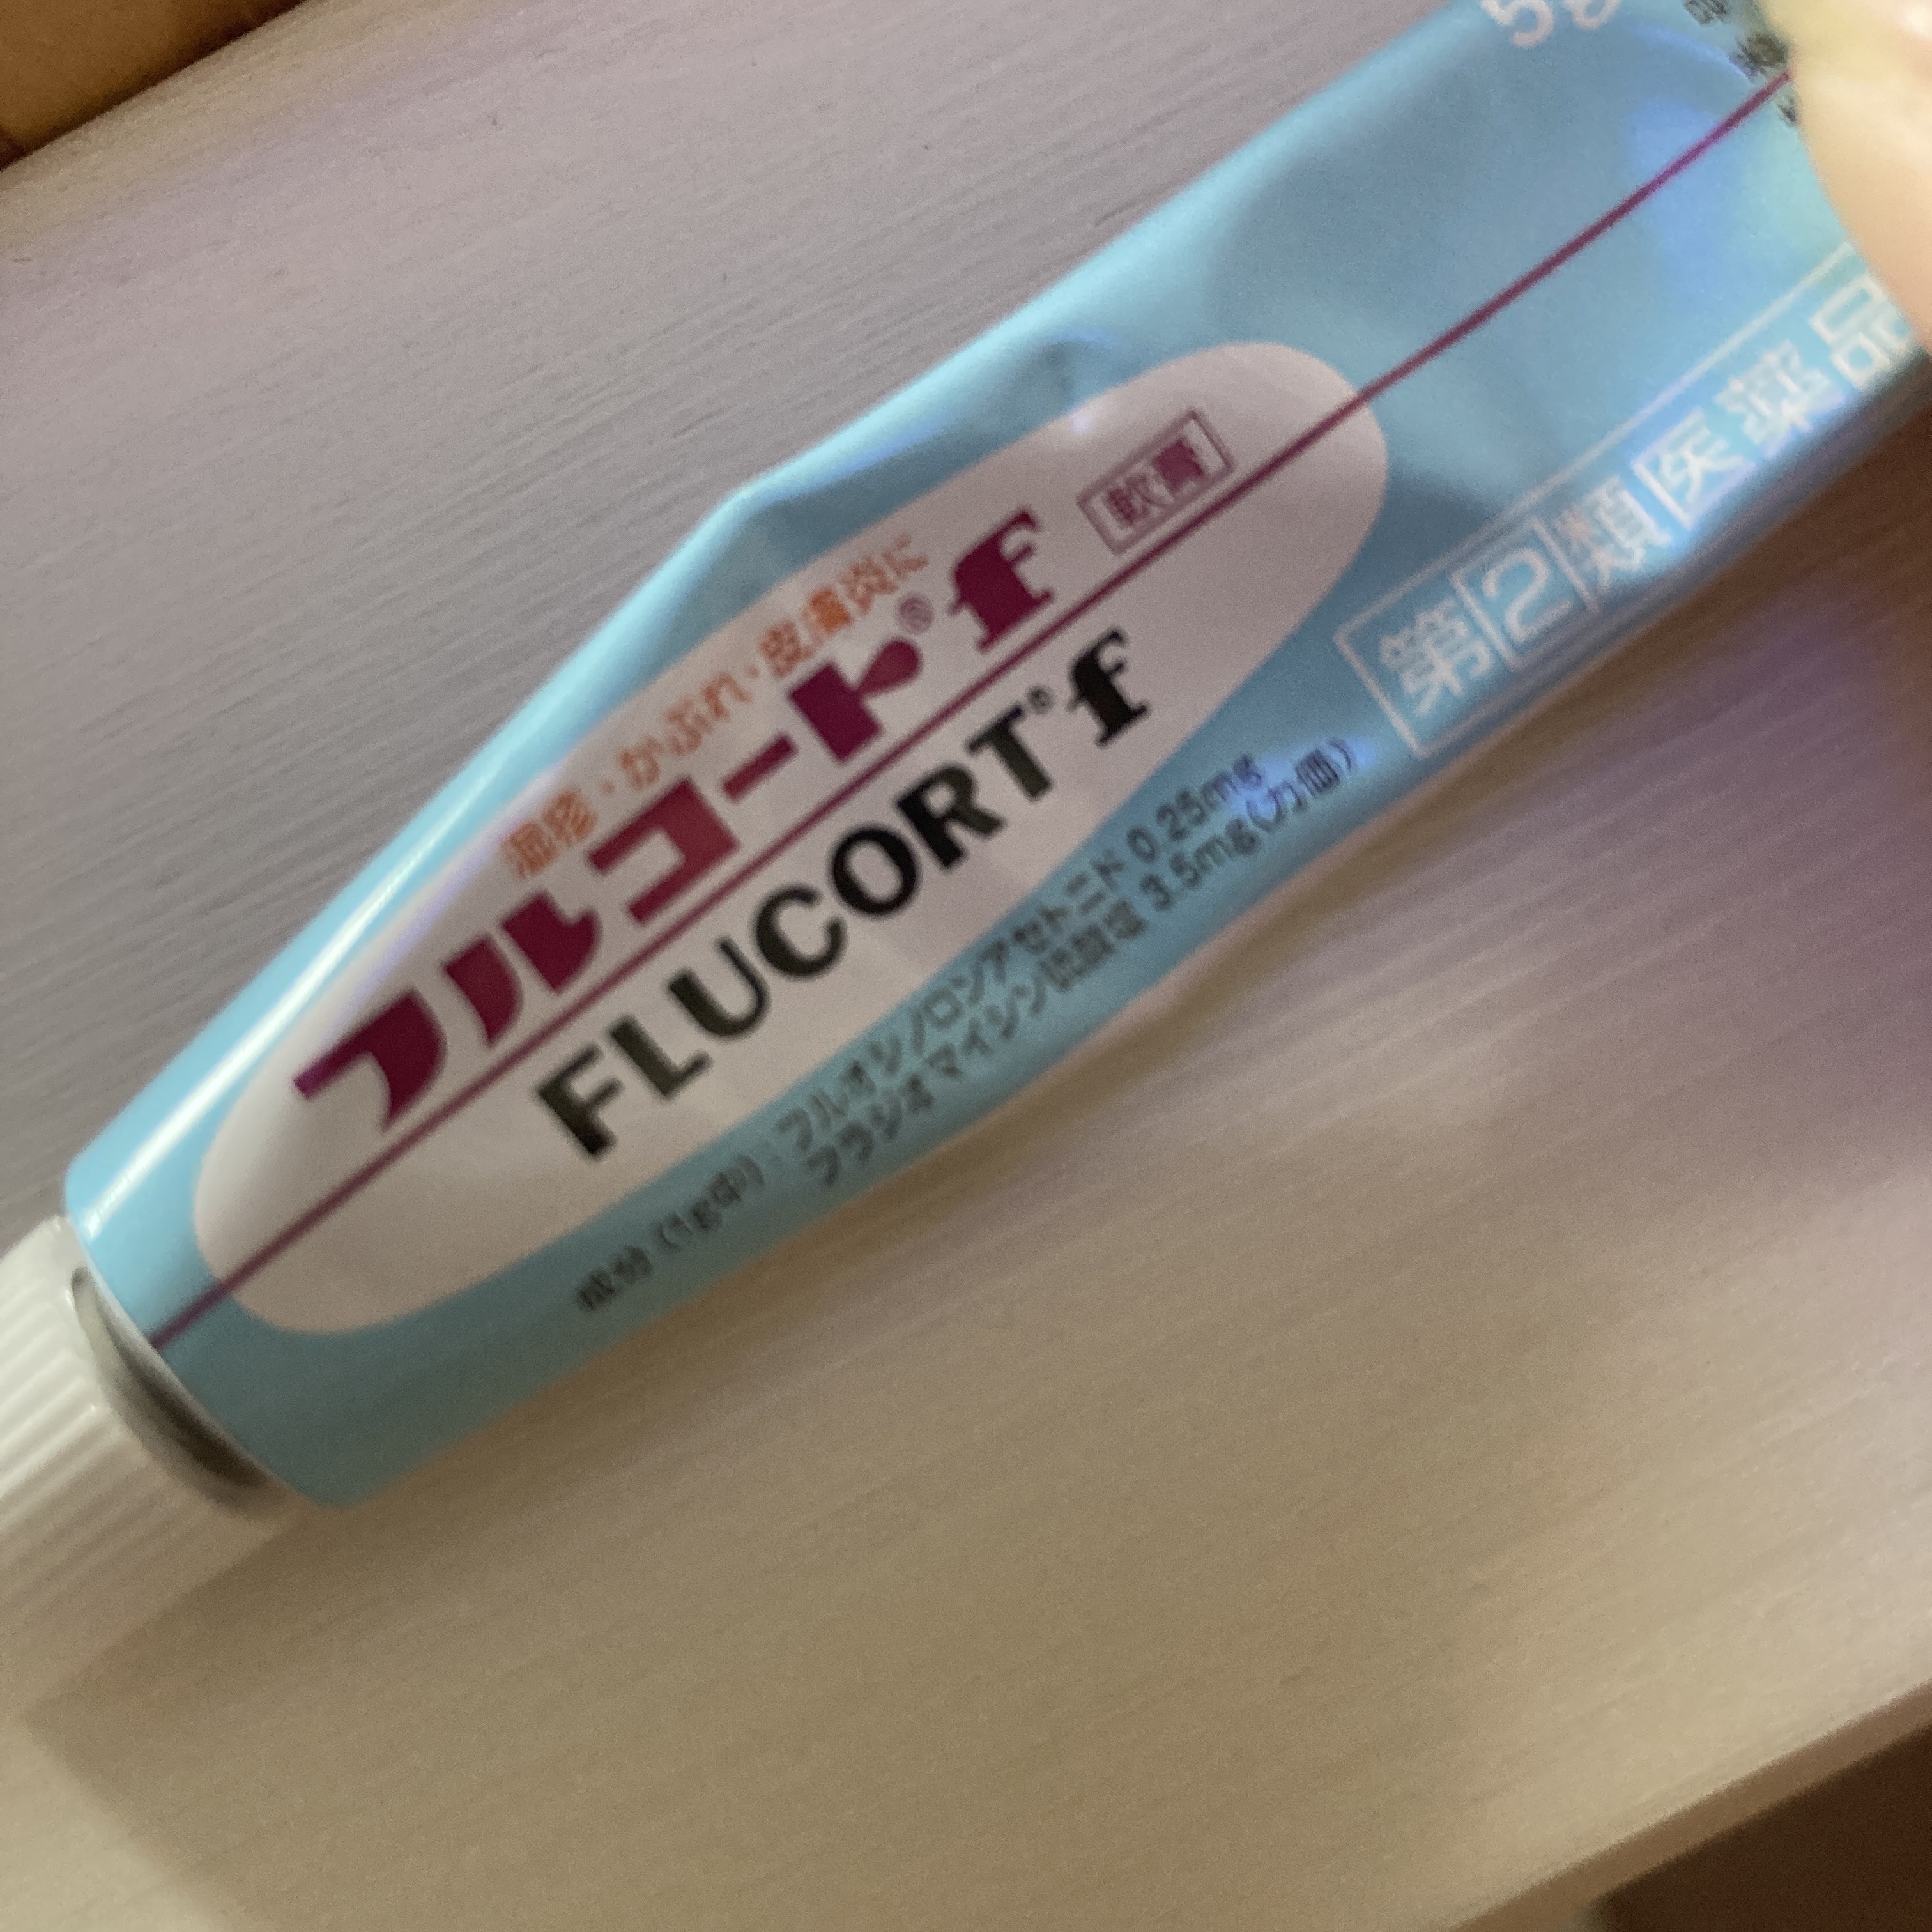 5g
湿疹・かぶれ・皮膚炎に
フルコート®f 軟膏
FLUCORT®f
第②類医薬品
成分(1g中):フルオシノロンアセトニド 0.25mg
フラジオマイシン硫酸塩 3.5mg(力価)